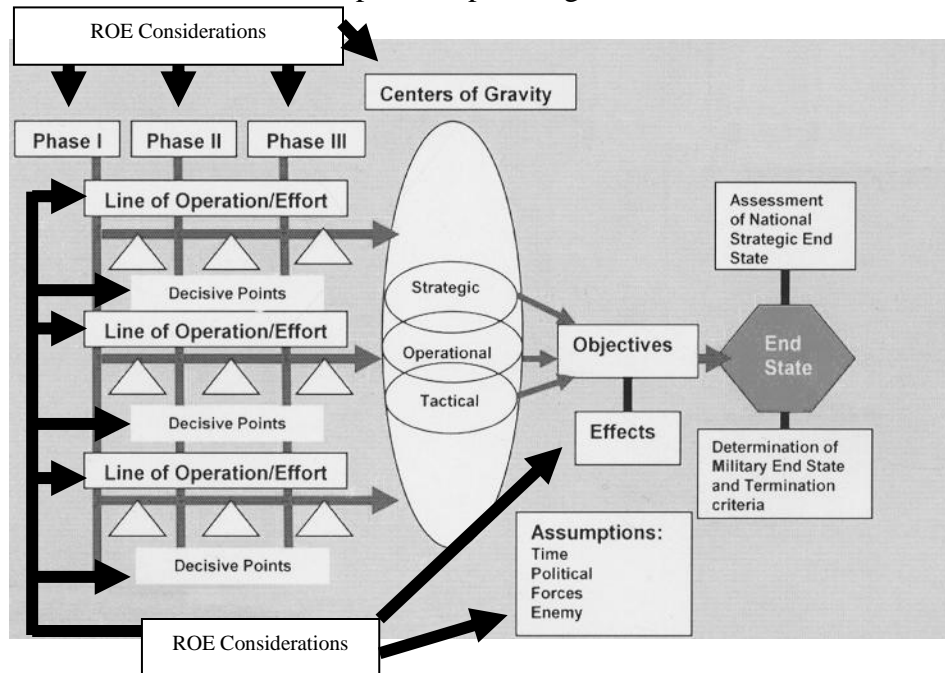 ROE Considerations
Centers of Gravity
Phase I
Phase II
Phase III
Line of Operation/Effort
Decisive Points
Line of Operation/Effort
Decisive Points
Line of Operation/Effort
Decisive Points
Strategic
Operational
Tactical
Objectives
Effects
Assessment
of National
Strategic End
State
End
State
Determination of
Military End State
and Termination
criteria
Assumptions:
Time
Political
Forces
Enemy
ROE Considerations